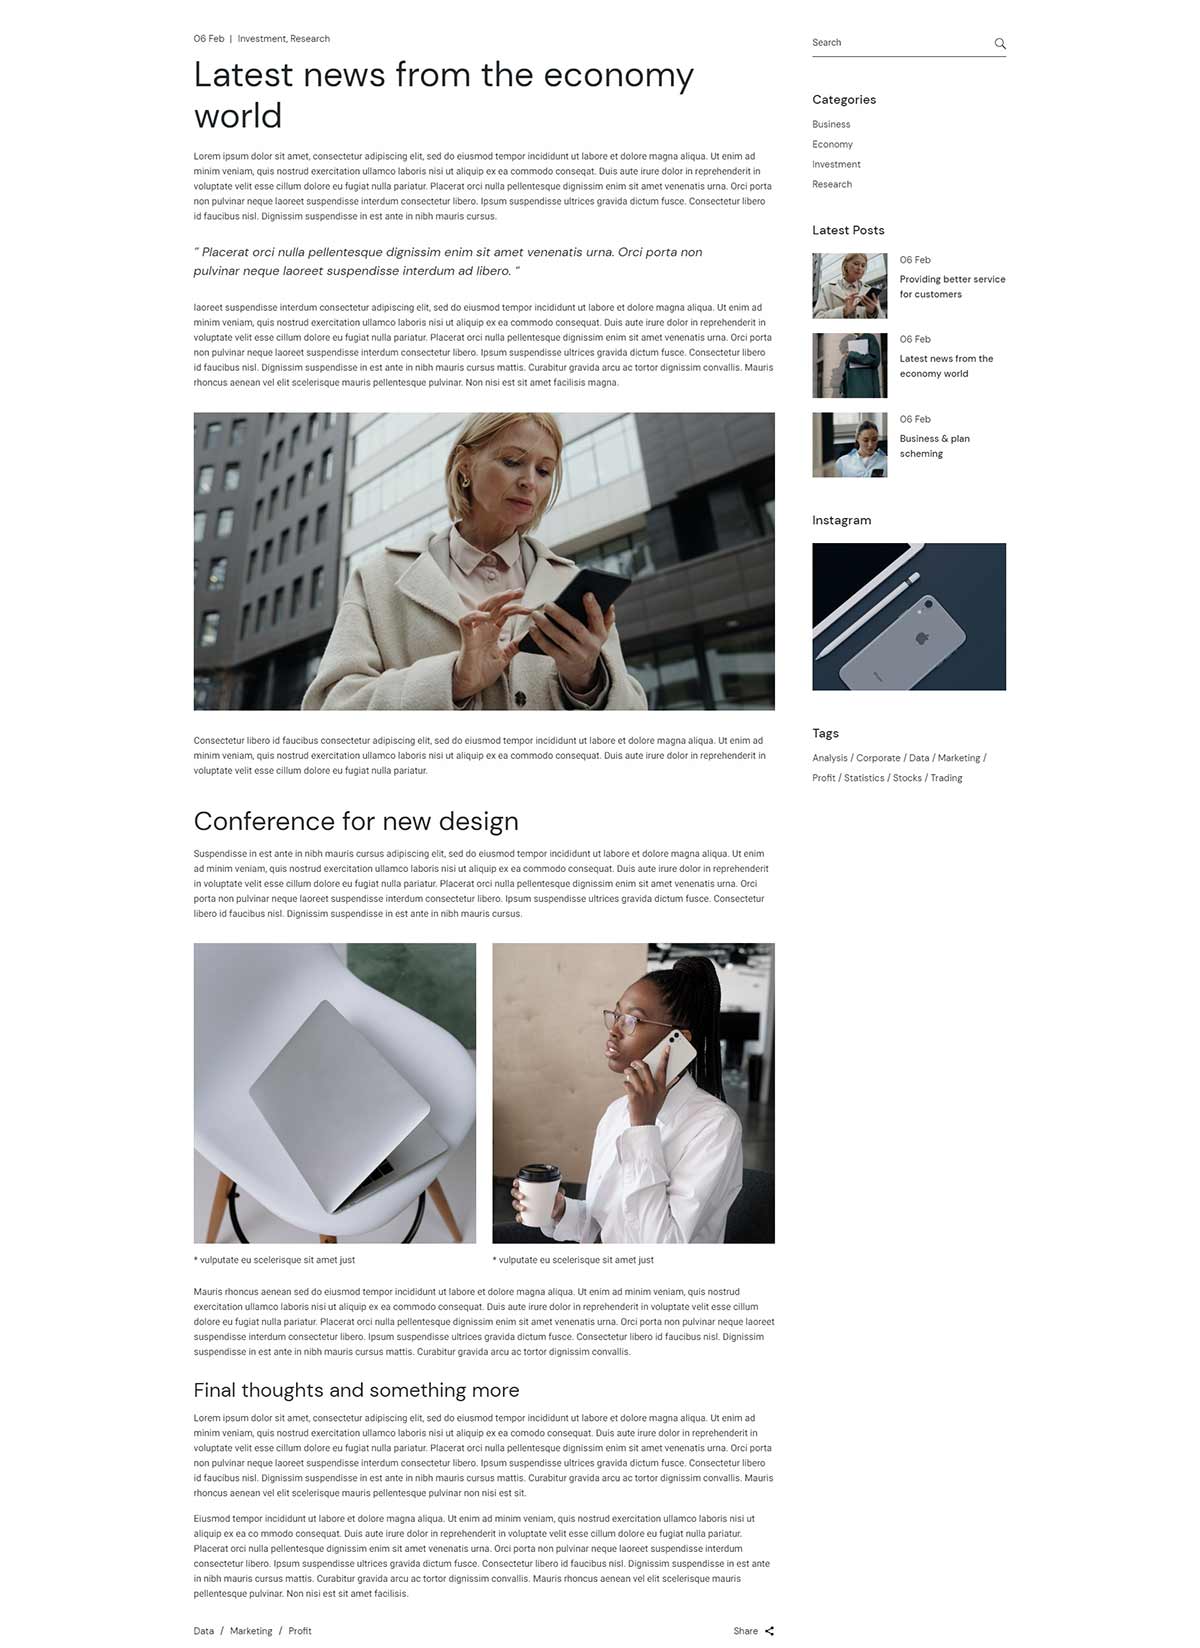 06 Feb | Investment, Research
Latest news from the economy
world
Lorem ipsum dolor sit amet, consectetur adipiscing elit, sed do eiusmod tempor incididunt ut labore et dolore magna aliqua. Ut enim ad
minim veniam, quis nostrud exercitation ullamco laboris nisi ut aliquip ex ea commodo conseqat. Duis aute irure dolor in reprehenderit in
voluptate velit esse cillum dolore eu fugiat nulla pariatur. Placerat orci nulla pellentesque dignissim enim sit amet venenatis urna. Orci porta
non pulvinar neque laoreet suspendisse interdum consectetur libero. Ipsum suspendisse ultrices gravida dictum fusce. Consectetur libero
id faucibus nisl. Dignissim suspendisse in est ante in nibh mauris cursus.
" Placerat orci nulla pellentesque dignissim enim sit amet venenatis urna. Orci porta non
pulvinar neque laoreet suspendisse interdum ad libero. "
laoreet suspendisse interdum consectetur adipiscing elit, sed do eiusmod tempor incididunt ut labore et dolore magna aliqua. Ut enim ad
minim veniam, quis nostrud exercitation ullamco laboris nisi ut aliquip ex ea commodo consequat. Duis aute irure dolor in reprehenderit in
voluptate velit esse cillum dolore eu fugiat nulla pariatur. Placerat orci nulla pellentesque dignissim enim sit amet venenatis urna. Orci porta
non pulvinar neque laoreet suspendisse interdum consectetur libero. Ipsum suspendisse ultrices gravida dictum fusce. Consectetur libero
id faucibus nisl. Dignissim suspendisse in est ante in nibh mauris cursus mattis. Curabitur gravida arcu ac tortor dignissim convallis. Mauris
rhoncus aenean vel elit scelerisque mauris pellentesque pulvinar. Non nisi est sit amet facilisis magna.
Consectetur libero id faucibus consectetur adipiscing elit, sed do eiusmod tempor incididunt ut labore et dolore magna aliqua. Ut enim ad
minim veniam, quis nostrud exercitation ullamco laboris nisi ut aliquip ex ea commodo consequat. Duis aute irure dolor in reprehenderit in
voluptate velit esse cillum dolore eu fugiat nulla pariatur.
Conference for new design
Suspendisse in est ante in nibh mauris cursus adipiscing elit, sed do eiusmod tempor incididunt ut labore et dolore magna aliqua. Ut enim
ad minim veniam, quis nostrud exercitation ullamco laboris nisi ut aliquip ex ea commodo consequat. Duis aute irure dolor in reprehenderit
in voluptate velit esse cillum dolore eu fugiat nulla pariatur. Placerat orci nulla pellentesque dignissim enim sit amet venenatis urna. Orci
porta non pulvinar neque laoreet suspendisse interdum consectetur libero. Ipsum suspendisse ultrices gravida dictum fusce. Consectetur
libero id faucibus nisl. Dignissim suspendisse in est ante in nibh mauris cursus.
* vulputate eu scelerisque sit amet just
* vulputate eu scelerisque sit amet just
Mauris rhoncus aenean sed do eiusmod tempor incididunt ut labore et dolore magna aliqua. Ut enim ad minim veniam, quis nostrud
exercitation ullamco laboris nisi ut aliquip ex ea commodo consequat. Duis aute irure dolor in reprehenderit in voluptate velit esse cillum
dolore eu fugiat nulla pariatur. Placerat orci nulla pellentesque dignissim enim sit amet venenatis urna. Orci porta non pulvinar neque laoreet
suspendisse interdum consectetur libero. Ipsum suspendisse ultrices gravida dictum fusce. Consectetur libero id faucibus nisl. Dignissim
suspendisse in est ante in nibh mauris cursus mattis. Curabitur gravida arcu ac tortor dignissim convallis.
Final thoughts and something more
Lorem ipsum dolor sit amet, consectetur adipiscing elit, sed do eiusmod tempor incididunt ut labore et dolore magna aliqua. Ut enim ad
minim veniam, quis nostrud exercitation ullamco laboris nisi ut aliquip ex ea comodo consequat. Duis aute irure dolor in reprehenderit in
voluptate velit esse cillum dolore eu fugiat nulla pariatur. Placerat orci nulla pellentesque dignissim enim sit amet venenatis urna. Orci porta
non pulvinar neque laoreet suspendisse interdum consectetur libero. Ipsum suspendisse ultrices gravida dictum fusce. Consectetur libero
id faucibus nisl. Dignissim suspendisse in est ante in nibh mauris cursus mattis. Curabitur gravida arcu ac tortor dignissim convallis. Mauris
rhoncus aenean vel elit scelerisque mauris pellentesque pulvinar non nisi est sit.
Eiusmod tempor incididunt ut labore et dolore magna aliqua. Ut enim ad minim veniam, quis nostrud exercitation ullamco laboris nisi ut
aliquip ex ea co mmodo consequat. Duis aute irure dolor in reprehenderit in voluptate velit esse cillum dolore eu fugiat nulla pariatur.
Placerat orci nulla pellentesque dignissim enim sit amet venenatis urna. Orci porta non pulvinar neque laoreet suspendisse interdum
consectetur libero. Ipsum suspendisse ultrices gravida dictum fusce. Consectetur libero id faucibus nisl. Dignissim suspendisse in est ante
in nibh mauris cursus mattis. Curabitur gravida arcu ac tortor dignissim convallis. Mauris rhoncus aenean vel elit scelerisque mauris
pellentesque pulvinar. Non nisi est sit amet facilisis.
Data / Marketing / Profit
Share
Search
Categories
Business
Economy
Investment
Research
Latest Posts
06 Feb
Providing better service
for customers
06 Feb
Latest news from the
economy world
06 Feb
Business & plan
scheming
Instagram
iPhone
Tags
Analysis / Corporate / Data / Marketing /
Profit / Statistics / Stocks / Trading